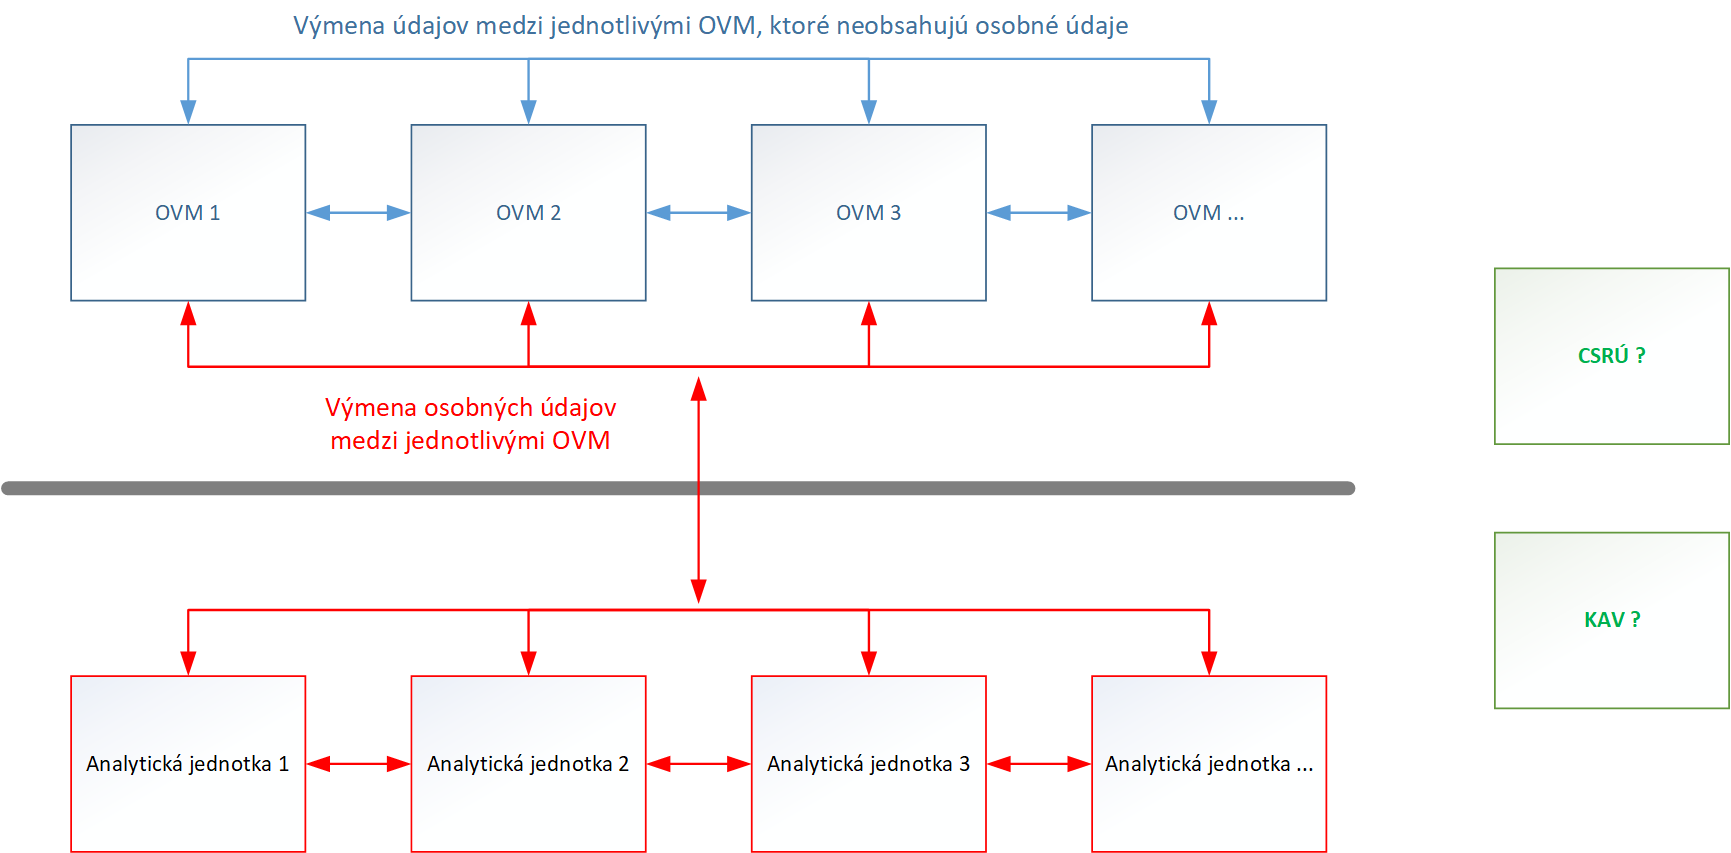 Výmena údajov medzi jednotlivými OVM, ktoré neobsahujú osobné údaje
OVM 1
OVM 2
OVM 3
OVM ...
CSRÚ ?
Výmena osobných údajov
medzi jednotlivými OVM
KAV ?
Analytická jednotka 1
Analytická jednotka 2
Analytická jednotka 3
Analytická jednotka ...